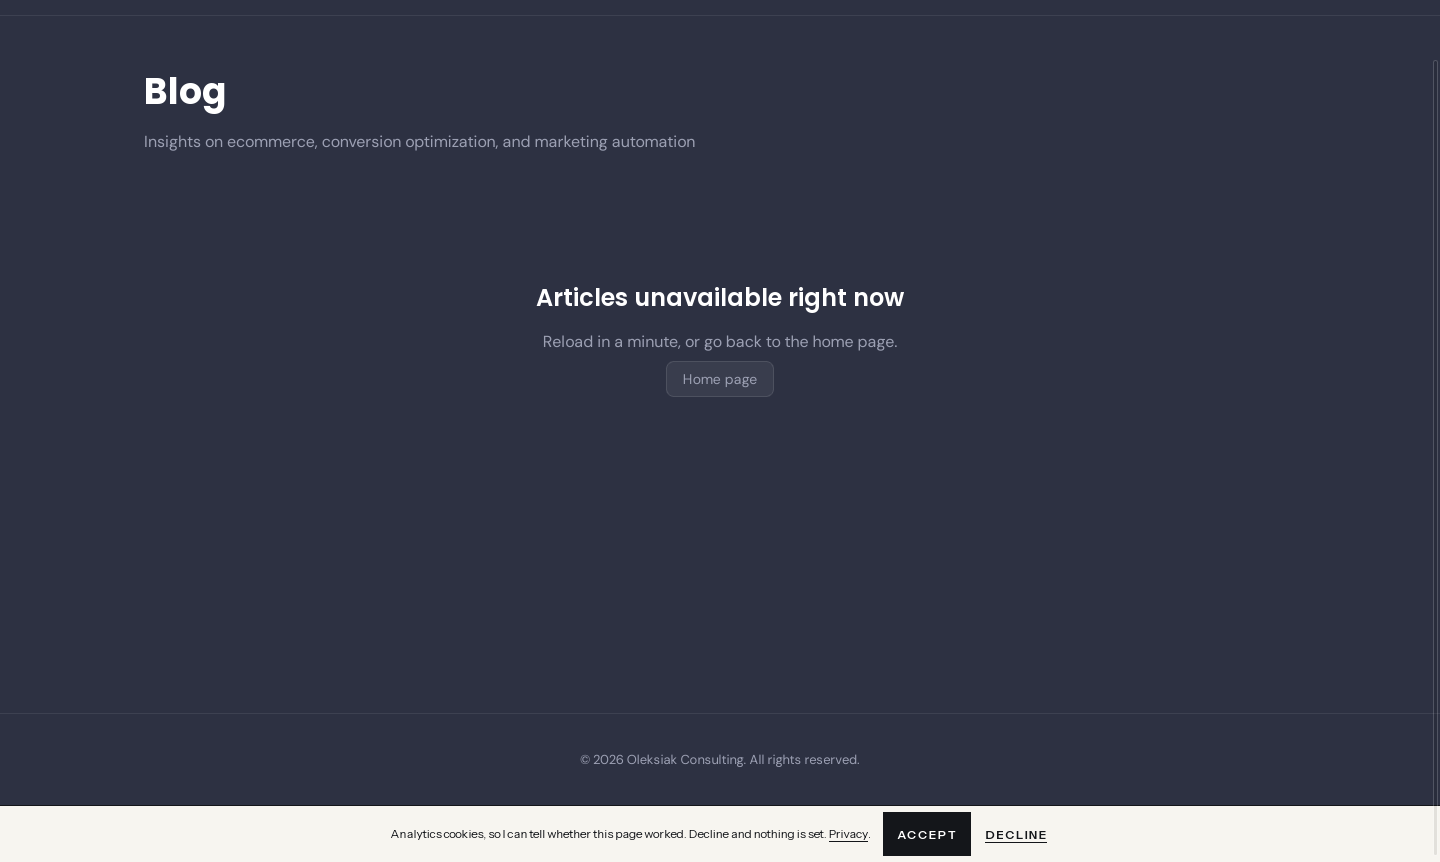 Blog
Insights on ecommerce, conversion optimization, and marketing automation
Articles unavailable right now
Reload in a minute, or go back to the home page.
Home page
© 2026 Oleksiak Consulting. All rights reserved.
Analytics cookies, so I can tell whether this page worked. Decline and nothing is set. Privacy. ACCEPT DECLINE